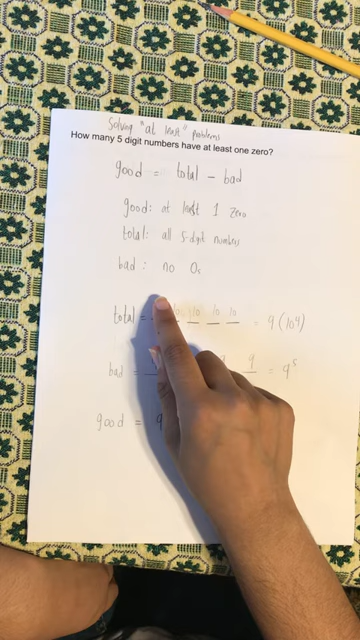 Solving "at least" problems
How many 5 digit numbers have at least one zero?
good = total - bad
good: at least 1 zero
total: all 5-digit numbers
bad: no 0s
total = 10 10 10 = 9(10⁴)
bad = 9 = 9⁵
good = 9